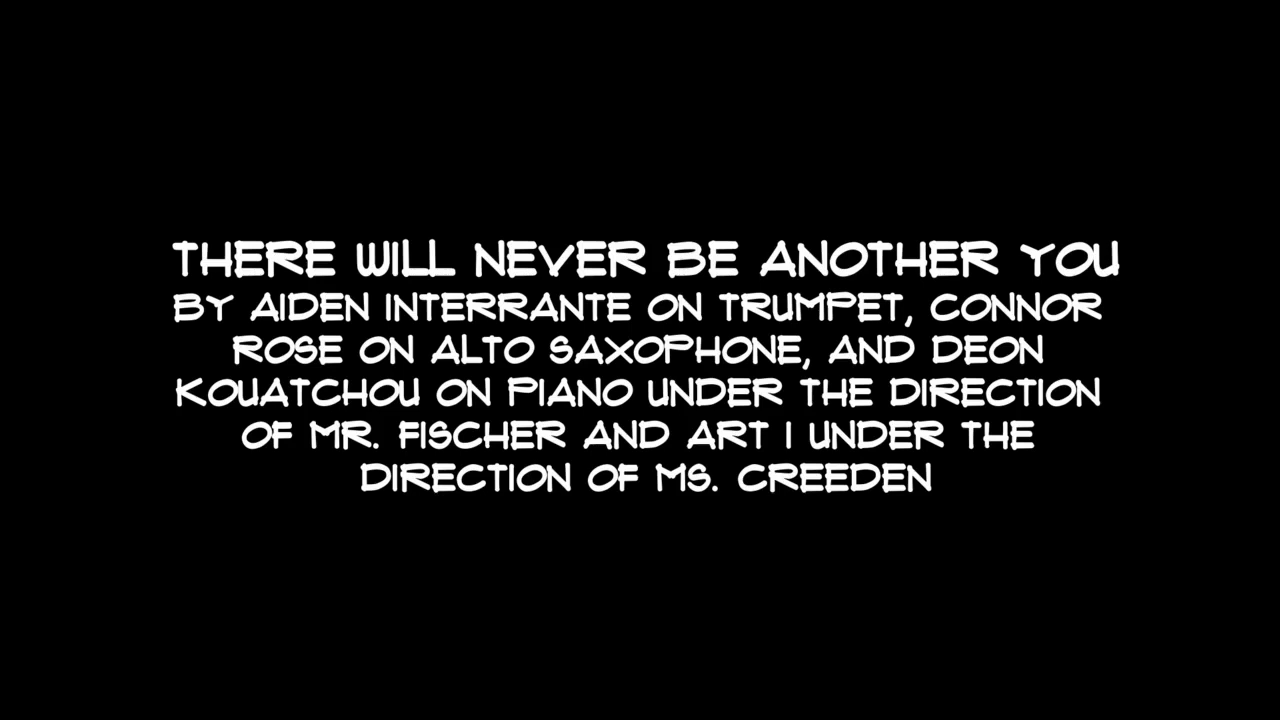 THERE WILL NEVER BE ANOTHER YOU
BY AIDEN INTERRANTE ON TRUMPET, CONNOR
ROSE ON ALTO SAXOPHONE, AND DEON
KOUATCHOU ON PIANO UNDER THE DIRECTION
OF MR. FISCHER AND ART I UNDER THE
DIRECTION OF MS. CREEDEN